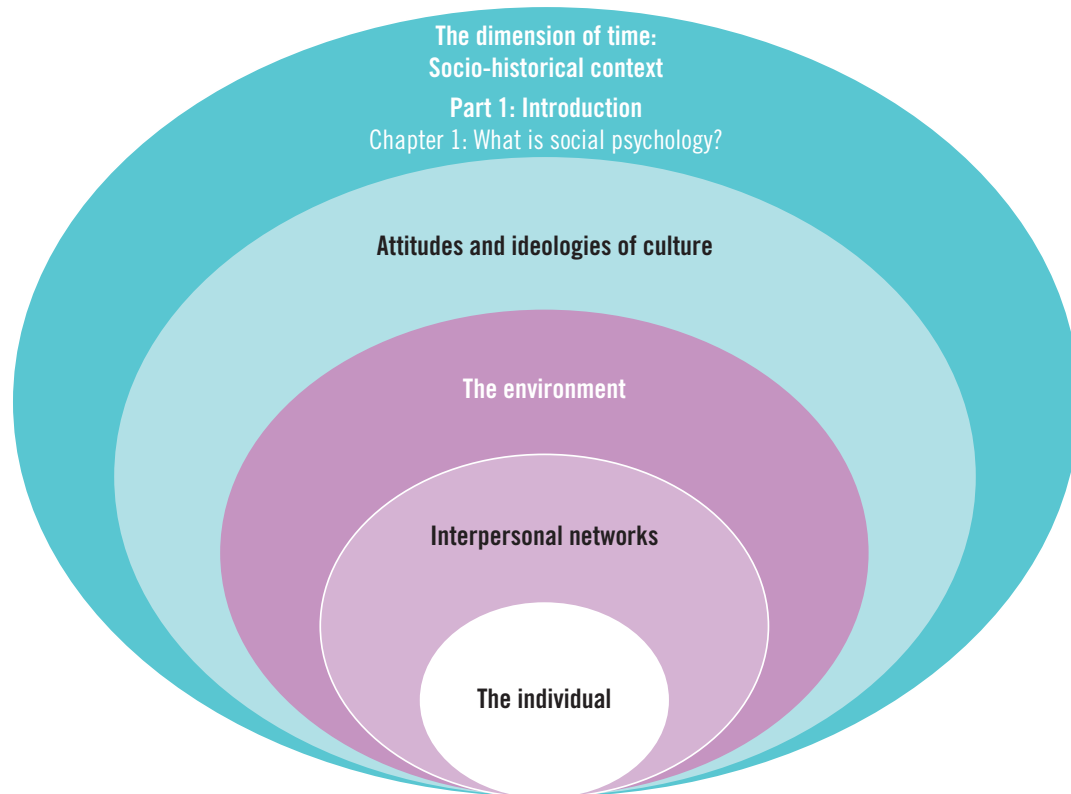 The dimension of time:
Socio-historical context
Part 1: Introduction
Chapter 1: What is social psychology?
Attitudes and ideologies of culture
The environment
Interpersonal networks
The individual